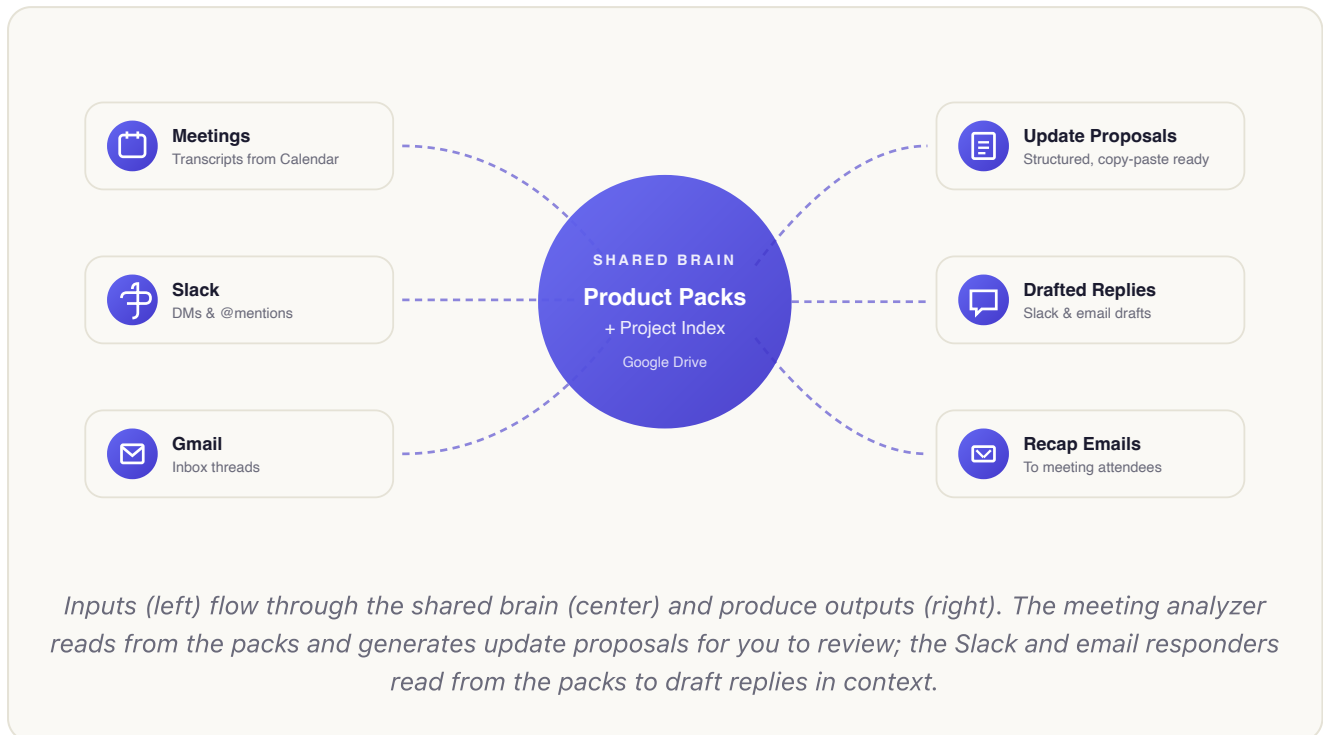 Meetings
Transcripts from Calendar
Slack
DMs & @mentions
Gmail
Inbox threads
SHARED BRAIN
Product Packs
+ Project Index
Google Drive
Update Proposals
Structured, copy-paste ready
Drafted Replies
Slack & email drafts
Recap Emails
To meeting attendees
Inputs (left) flow through the shared brain (center) and produce outputs (right). The meeting analyzer
reads from the packs and generates update proposals for you to review; the Slack and email responders
read from the packs to draft replies in context.